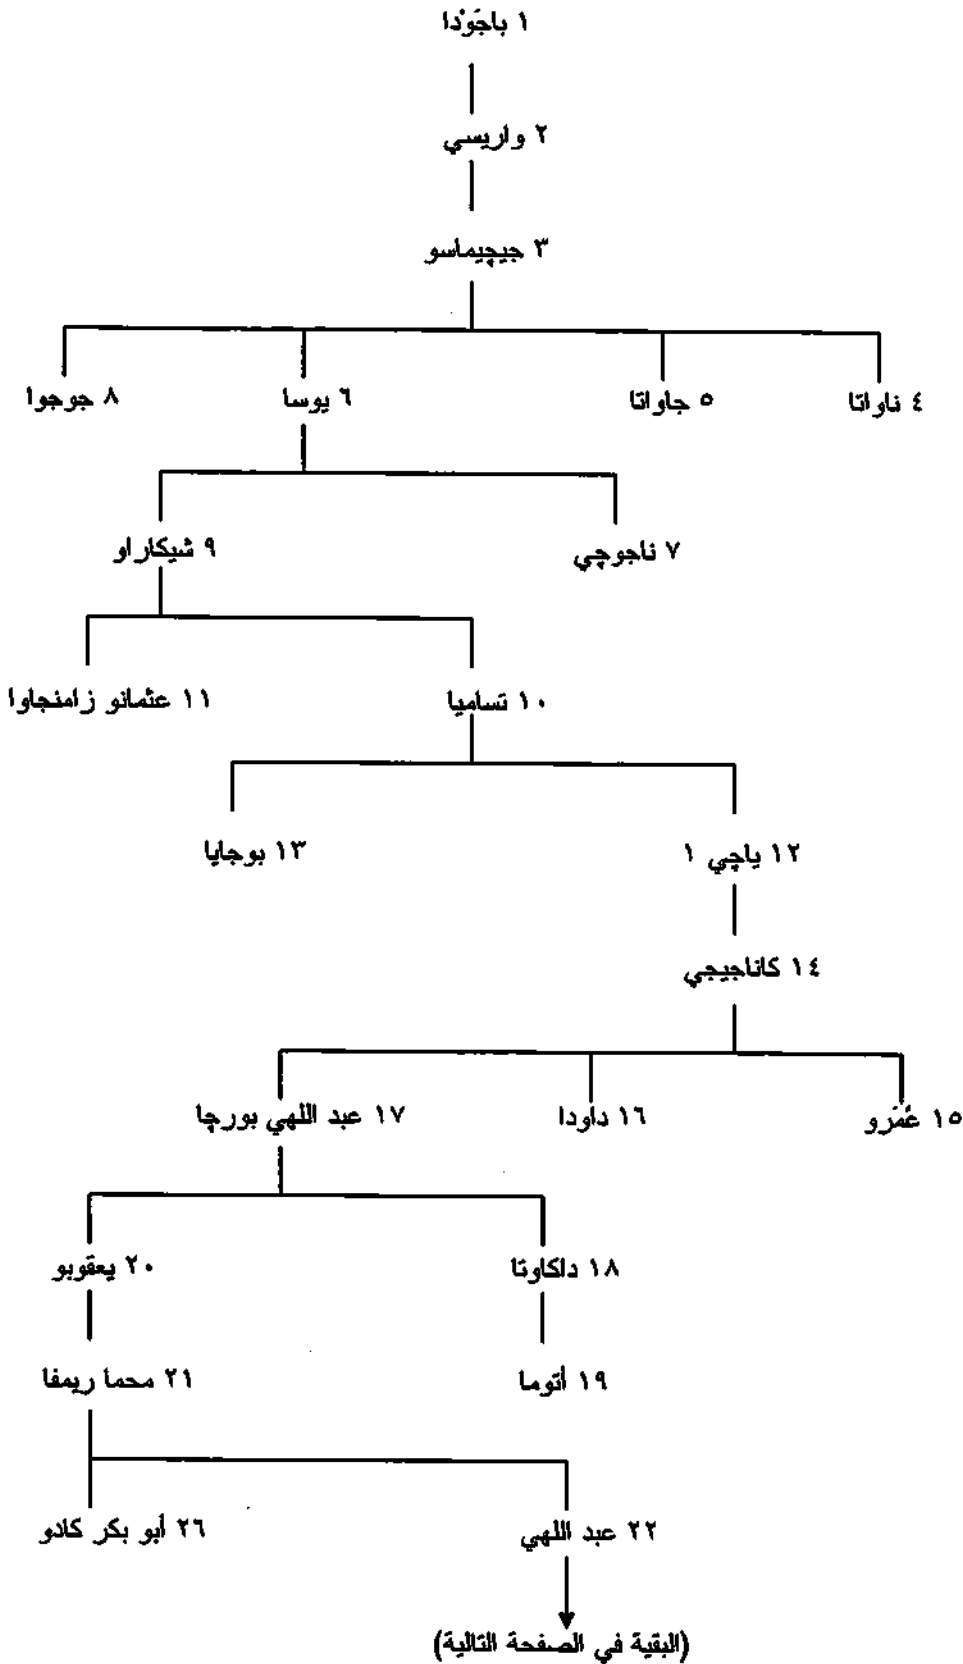 ١ باجَوْدا
٢ واريسي
٣ جيچيماسو
٤ ناواتا
٥ جاواتا
٦ يوسا
٨ جوجوا
٧ ناجوچي
٩ شيكاراو
١٠ تساميا
١١ عثمانو زامنجاوا
١٢ ياچي ١
١٣ بوجايا
١٤ كاناجيجي
١٥ عُمَرو
١٦ داودا
١٧ عبد اللهي بورچا
١٨ داكاوتا
٢٠ يعقوبو
١٩ أتوما
٢١ محما ريمفا
٢٢ عبد اللهي
٢٦ أبو بكر كادو
(البقية في الصفحة التالية)